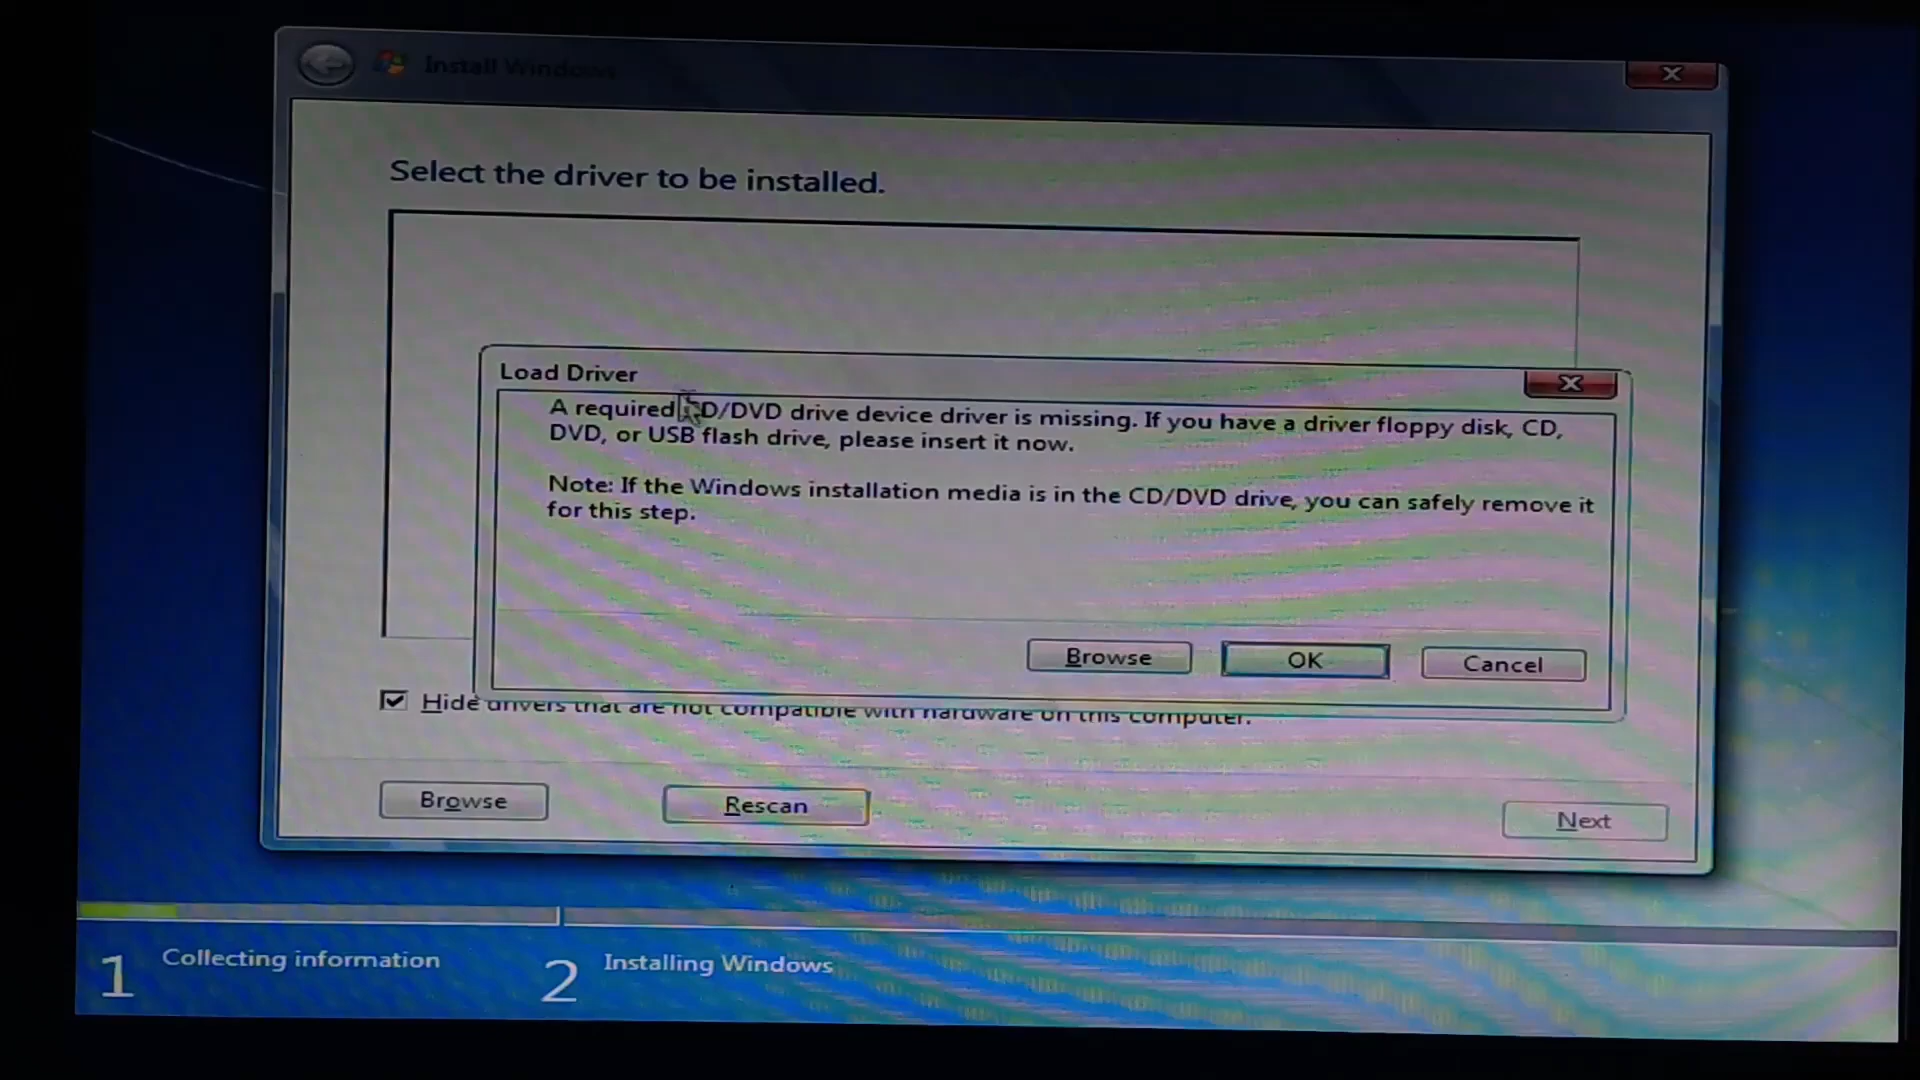 Install Windows
Select the driver to be installed.
Load Driver
A required CD/DVD drive device driver is missing. If you have a driver floppy disk, CD,
DVD, or USB flash drive, please insert it now.
Note: If the Windows installation media is in the CD/DVD drive, you can safely remove it
for this step.
Browse
OK
Cancel
Hide drivers that are not compatible with hardware on this computer.
Browse
Rescan
Next
1 Collecting information
2 Installing Windows